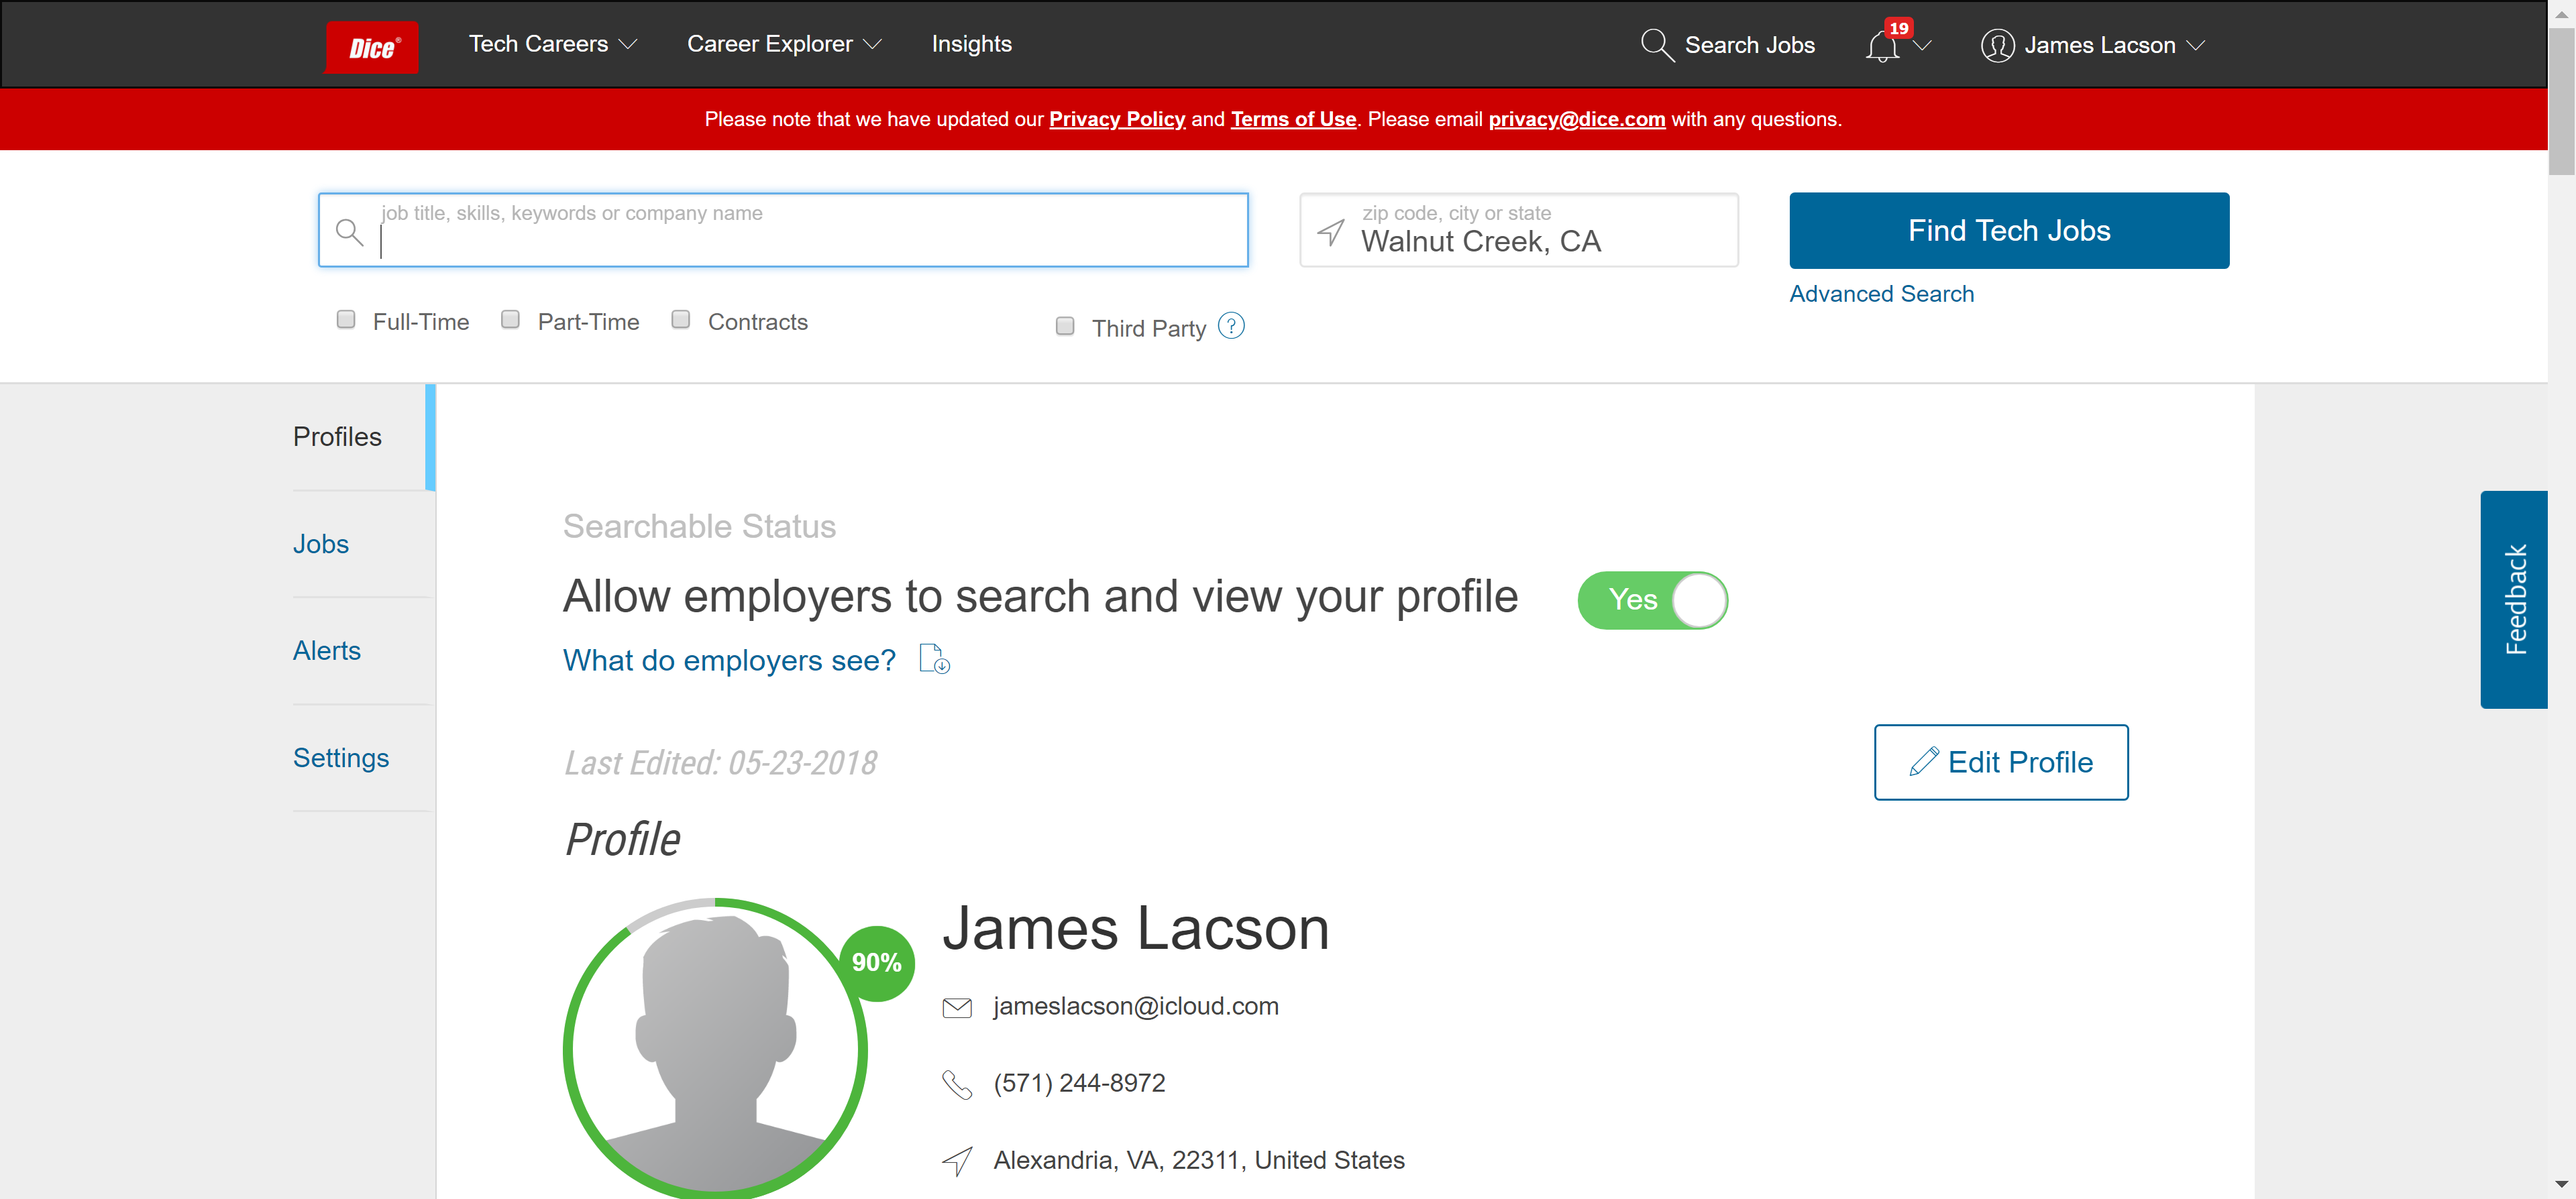 Dice®
Tech Careers
Career Explorer
Insights
Search Jobs
19
James Lacson
Please note that we have updated our Privacy Policy and Terms of Use. Please email privacy@dice.com with any questions.
job title, skills, keywords or company name
zip code, city or state
Walnut Creek, CA
Find Tech Jobs
Advanced Search
Full-Time
Part-Time
Contracts
Third Party ?
Profiles
Jobs
Alerts
Settings
Searchable Status
Allow employers to search and view your profile
Yes
What do employers see?
Last Edited: 05-23-2018
Edit Profile
Profile
90%
James Lacson
jameslacson@icloud.com
(571) 244-8972
Alexandria, VA, 22311, United States
Feedback